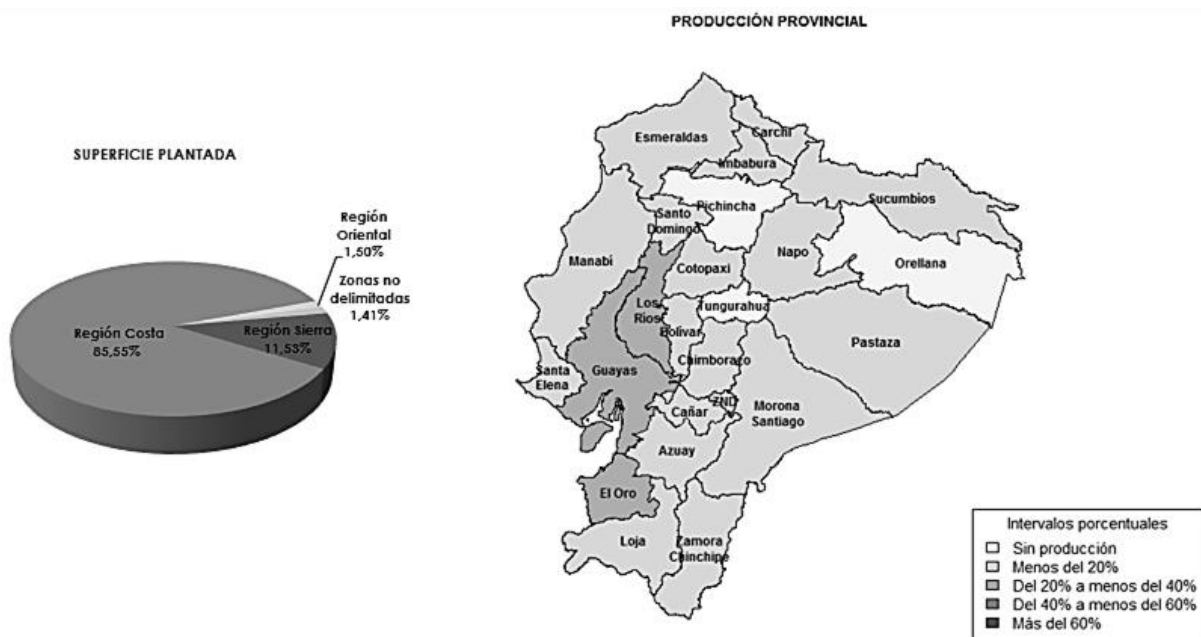 PRODUCCIÓN PROVINCIAL
SUPERFICIE PLANTADA
Región
Oriental
1,50%
Zonas no
delimitadas
1,41%
Región Costa
85,55%
Región Sierra
11,53%
Esmeraldas
Carchi
Imbabura
Sucumbios
Pichincha
Santo
Domingo
Manabí
Cotopaxi
Napo
Orellana
Los
Rios
Tungurahua
Bolívar
Pastaza
Chimborazo
Santa
Elena
Guayas
ZND
Cañar
Morona
Santiago
Azuay
El Oro
Loja
Zamora
Chinchipe
Intervalos porcentuales
Sin producción
Menos del 20%
Del 20% a menos del 40%
Del 40% a menos del 60%
Más del 60%